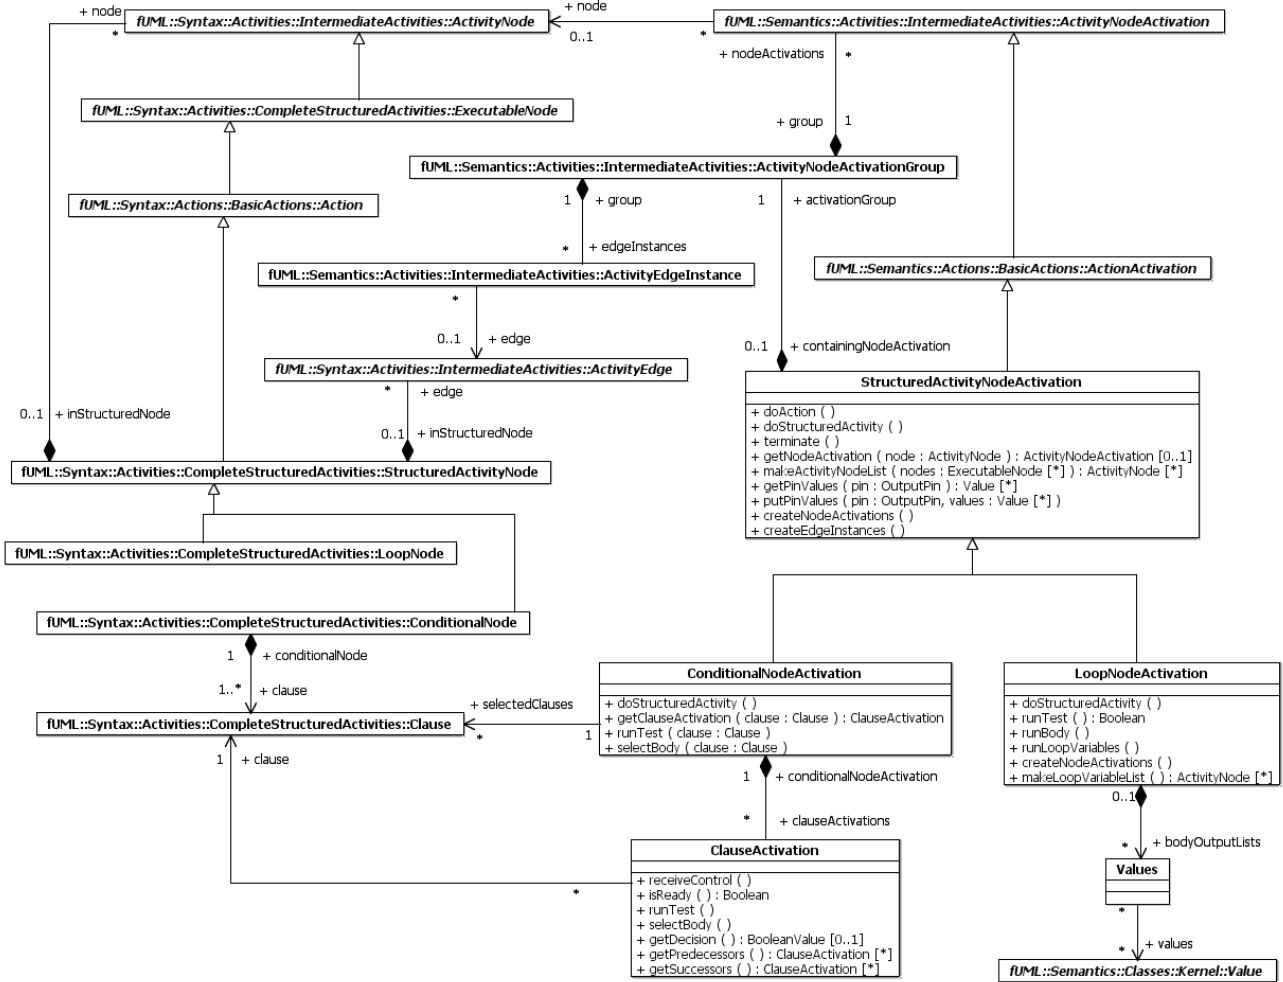 + node
*
fUML::Syntax::Activities::IntermediateActivities::ActivityNode
+ node
0..1
*
fUML::Semantics::Activities::IntermediateActivities::ActivityNodeActivation
+ nodeActivations
*
fUML::Syntax::Activities::CompleteStructuredActivities::ExecutableNode
+ group
1
fUML::Semantics::Activities::IntermediateActivities::ActivityNodeActivationGroup
fUML::Syntax::Actions::BasicActions::Action
1
+ group
1
+ activationGroup
*
+ edgeInstances
fUML::Semantics::Activities::IntermediateActivities::ActivityEdgeInstance
fUML::Semantics::Actions::BasicActions::ActionActivation
*
0..1
+ edge
0..1
+ containingNodeActivation
fUML::Syntax::Activities::IntermediateActivities::ActivityEdge
*
+ edge
StructuredActivityNodeActivation
+ doAction ( )
+ doStructuredActivity ( )
+ terminate ( )
+ getNodeActivation ( node : ActivityNode ) : ActivityNodeActivation [0..1]
+ makeActivityNodeList ( nodes : ExecutableNode [*] ) : ActivityNode [*]
+ getPinValues ( pin : OutputPin ) : Value [*]
+ putPinValues ( pin : OutputPin, values : Value [*] )
+ createNodeActivations ( )
+ createEdgeInstances ( )
0..1
+ inStructuredNode
0..1
+ inStructuredNode
fUML::Syntax::Activities::CompleteStructuredActivities::StructuredActivityNode
fUML::Syntax::Activities::CompleteStructuredActivities::LoopNode
fUML::Syntax::Activities::CompleteStructuredActivities::ConditionalNode
1
+ conditionalNode
1..*
+ clause
fUML::Syntax::Activities::CompleteStructuredActivities::Clause
+ selectedClauses
*
1
1
+ clause
ConditionalNodeActivation
+ doStructuredActivity ( )
+ getClauseActivation ( clause : Clause ) : ClauseActivation
+ runTest ( clause : Clause )
+ selectBody ( clause : Clause )
LoopNodeActivation
+ doStructuredActivity ( )
+ runTest ( ) : Boolean
+ runBody ( )
+ runLoopVariables ( )
+ createNodeActivations ( )
+ makeLoopVariableList ( ) : ActivityNode [*]
1
+ conditionalNodeActivation
*
+ clauseActivations
0..1
*
+ bodyOutputLists
ClauseActivation
+ receiveControl ( )
+ isReady ( ) : Boolean
+ runTest ( )
+ selectBody ( )
+ getDecision ( ) : BooleanValue [0..1]
+ getPredecessors ( ) : ClauseActivation [*]
+ getSuccessors ( ) : ClauseActivation [*]
*
Values
*
*
+ values
fUML::Semantics::Classes::Kernel::Value